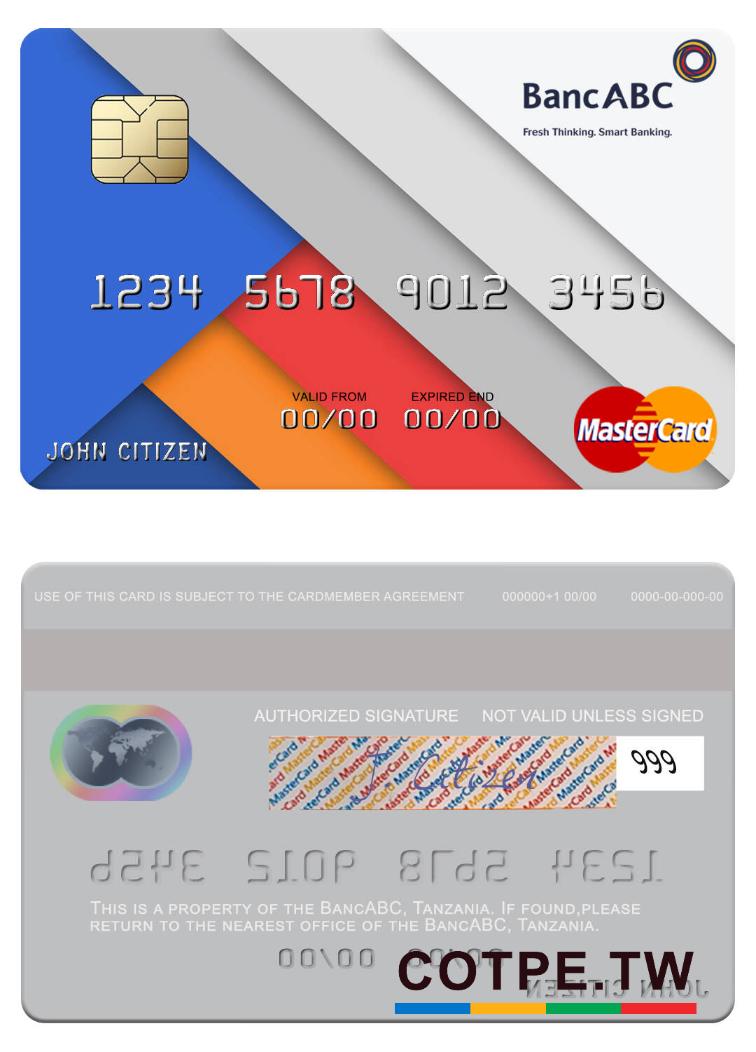 BancABC
Fresh Thinking. Smart Banking.
1234 5678 9012 3456
VALID FROM EXPIRED END
00/00 00/00
JOHN CITIZEN
MasterCard
USE OF THIS CARD IS SUBJECT TO THE CARDMEMBER AGREEMENT 000000+1 00/00 0000-00-000-00
AUTHORIZED SIGNATURE NOT VALID UNLESS SIGNED
J. Citizen
999
THIS IS A PROPERTY OF THE BANCABC, TANZANIA. IF FOUND,PLEASE
RETURN TO THE NEAREST OFFICE OF THE BANCABC, TANZANIA.
COTPE.TW